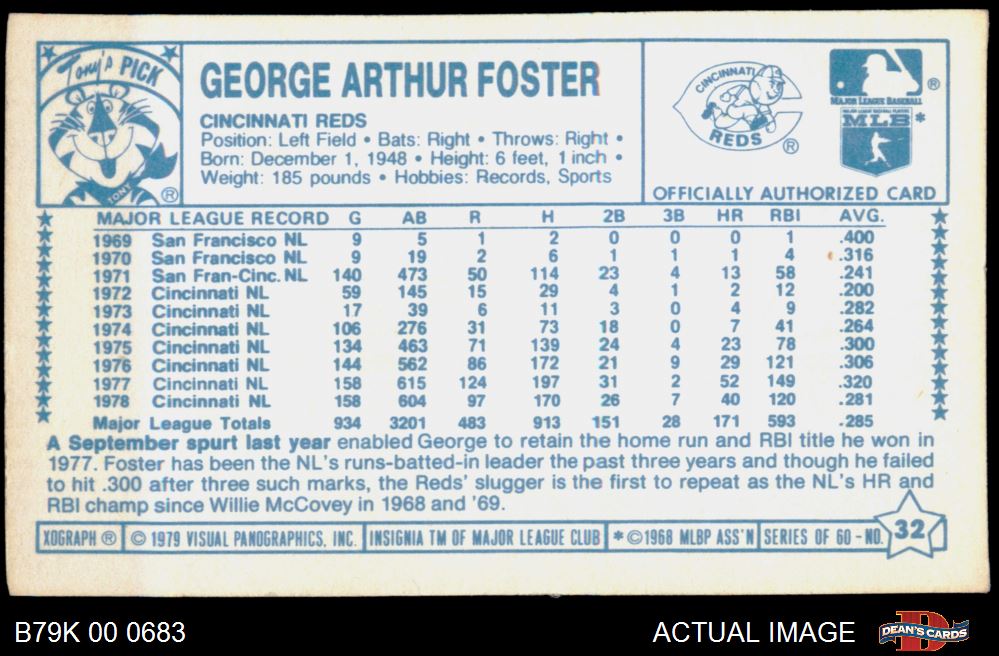 Tony's PICK
TONY
®
GEORGE ARTHUR FOSTER
CINCINNATI REDS
Position: Left Field • Bats: Right • Throws: Right •
Born: December 1, 1948 • Height: 6 feet, 1 inch •
Weight: 185 pounds • Hobbies: Records, Sports
CINCINNATI
REDS
®
®
MAJOR LEAGUE BASEBALL
MAJOR LEAGUE BASEBALL PLAYERS
MLB*
OFFICIALLY AUTHORIZED CARD
MAJOR LEAGUE RECORD G AB R H 2B 3B HR RBI AVG.
1969 San Francisco NL 9 5 1 2 0 0 0 1 .400
1970 San Francisco NL 9 19 2 6 1 1 1 4 .316
1971 San Fran-Cinc. NL 140 473 50 114 23 4 13 58 .241
1972 Cincinnati NL 59 145 15 29 4 1 2 12 .200
1973 Cincinnati NL 17 39 6 11 3 0 4 9 .282
1974 Cincinnati NL 106 276 31 73 18 0 7 41 .264
1975 Cincinnati NL 134 463 71 139 24 4 23 78 .300
1976 Cincinnati NL 144 562 86 172 21 9 29 121 .306
1977 Cincinnati NL 158 615 124 197 31 2 52 149 .320
1978 Cincinnati NL 158 604 97 170 26 7 40 120 .281
Major League Totals 934 3201 483 913 151 28 171 593 .285
A September spurt last year enabled George to retain the home run and RBI title he won in
1977. Foster has been the NL's runs-batted-in leader the past three years and though he failed
to hit .300 after three such marks, the Reds' slugger is the first to repeat as the NL's HR and
RBI champ since Willie McCovey in 1968 and '69.
XOGRAPH ® © 1979 VISUAL PANOGRAPHICS, INC. INSIGNIA TM OF MAJOR LEAGUE CLUB * © 1968 MLBP ASS'N SERIES OF 60 - NO. 32
B79K 00 0683 ACTUAL IMAGE DEAN'S CARDS